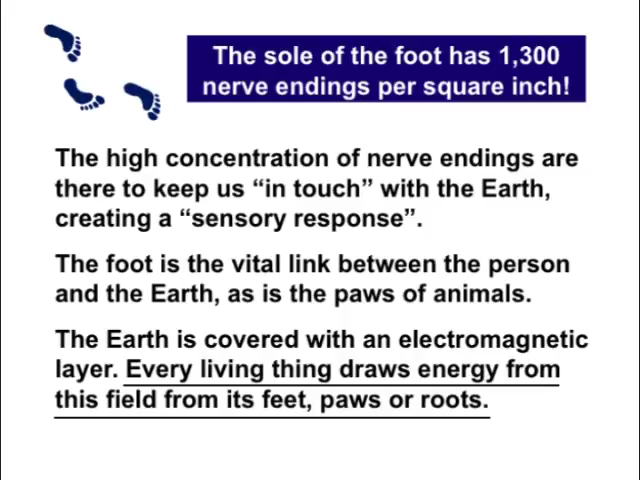 The sole of the foot has 1,300
nerve endings per square inch!
The high concentration of nerve endings are
there to keep us “in touch” with the Earth,
creating a “sensory response”.
The foot is the vital link between the person
and the Earth, as is the paws of animals.
The Earth is covered with an electromagnetic
layer. Every living thing draws energy from
this field from its feet, paws or roots.